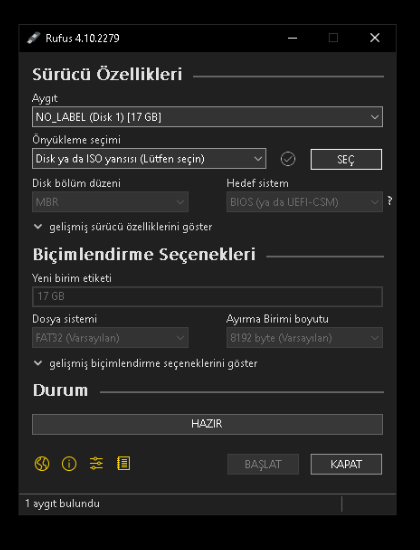 Rufus 4.10.2279
Sürücü Özellikleri
Aygıt
NO_LABEL (Disk 1) [17 GB]
Önyükleme seçimi
Disk ya da ISO yansısı (Lütfen seçin)
SEÇ
Disk bölüm düzeni
Hedef sistem
MBR
BIOS (ya da UEFI-CSM)
?
gelişmiş sürücü özelliklerini göster
Biçimlendirme Seçenekleri
Yeni birim etiketi
17 GB
Dosya sistemi
Ayırma Birimi boyutu
FAT32 (Varsayılan)
8192 byte (Varsayılan)
gelişmiş biçimlendirme seçeneklerini göster
Durum
HAZIR
BAŞLAT
KAPAT
1 aygıt bulundu